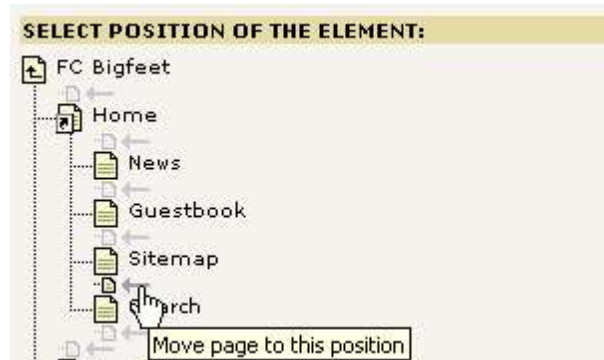 SELECT POSITION OF THE ELEMENT:
FC Bigfeet
Home
News
Guestbook
Sitemap
Move page to this position